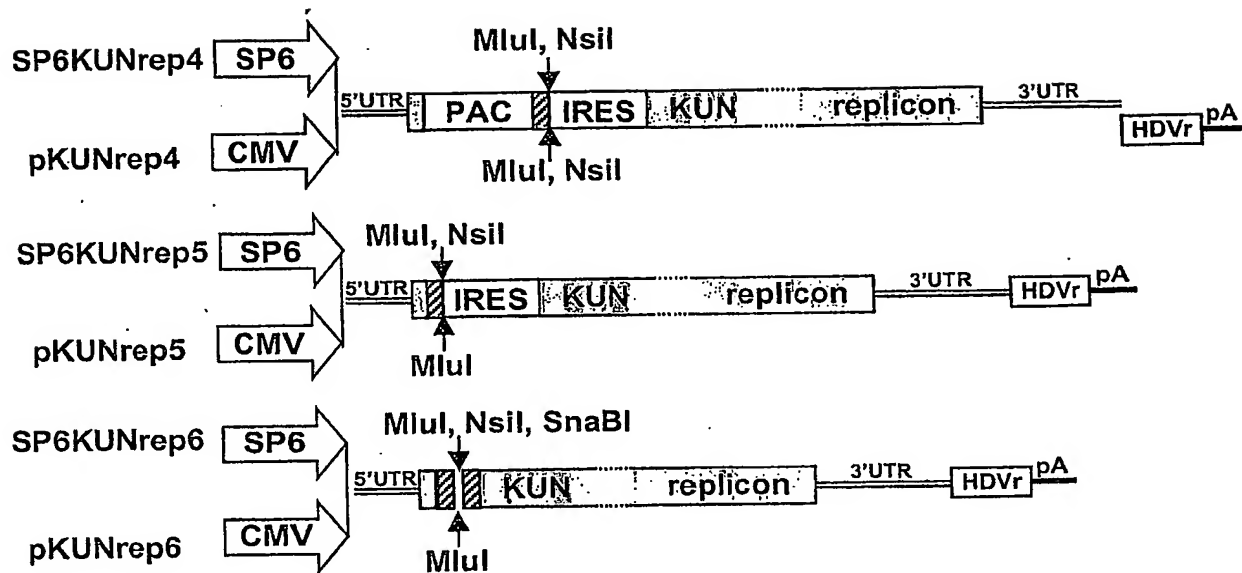 MluI, NsiI
SP6KUNrep4 SP6
5'UTR PAC IRES KUN replicon 3'UTR
HDVr pA
pKUNrep4 CMV
MluI, NsiI
SP6KUNrep5 SP6
MluI, NsiI
5'UTR IRES KUN replicon 3'UTR HDVr pA
pKUNrep5 CMV
MluI
MluI, NsiI, SnaBI
SP6KUNrep6 SP6
5'UTR KUN replicon 3'UTR HDVr pA
pKUNrep6 CMV
MluI